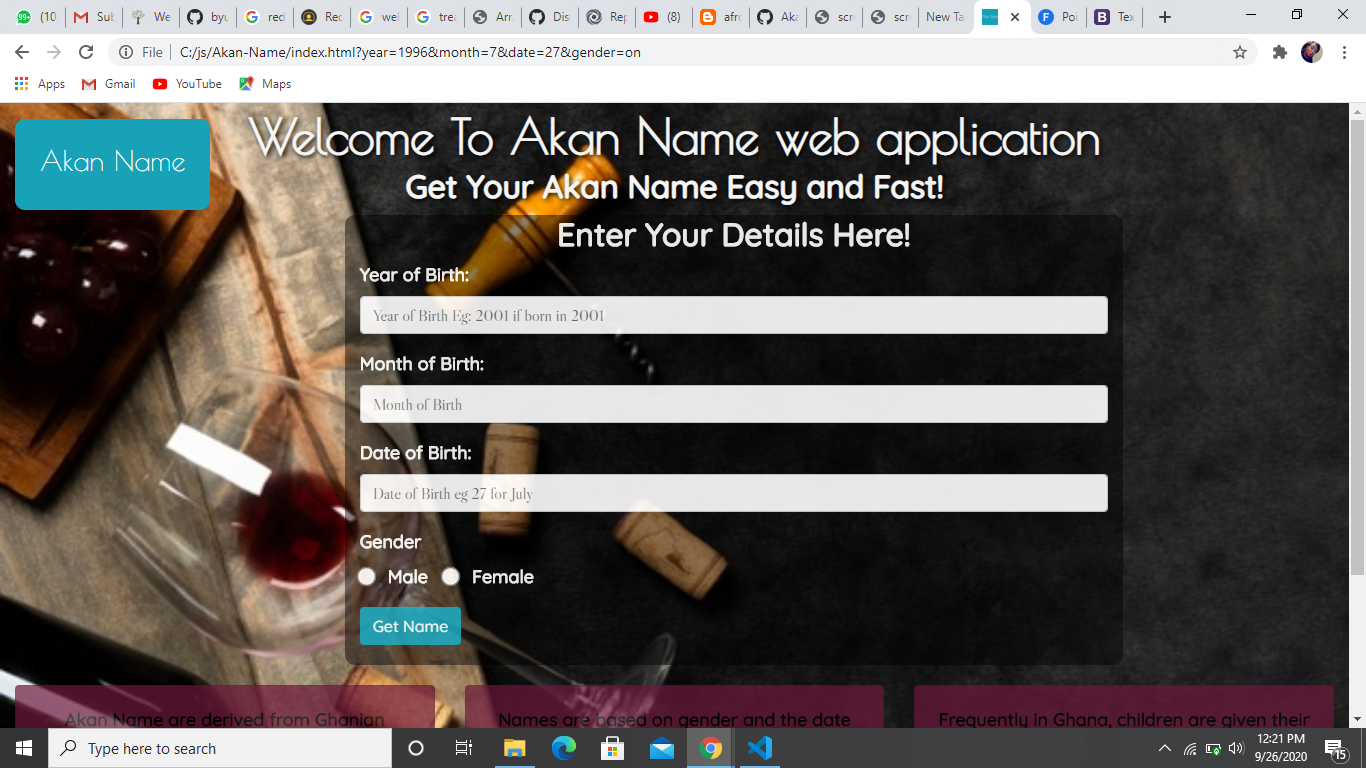 (10
Sub
We
byu
red
Rec
wel
trea
Arr
Dis
Rep
(8)
afro
Aka
scr
scr
New Ta
Poi
Tex
File
C:/js/Akan-Name/index.html?year=1996&month=7&date=27&gender=on
Apps
Gmail
YouTube
Maps
Akan Name
Welcome To Akan Name web application
Get Your Akan Name Easy and Fast!
Enter Your Details Here!
Year of Birth:
Year of Birth Eg: 2001 if born in 2001
Month of Birth:
Month of Birth
Date of Birth:
Date of Birth eg 27 for July
Gender
Male
Female
Get Name
Akan Name are derived from Ghanian
Names are based on gender and the date
Frequently in Ghana, children are given their
Type here to search
12:21 PM
9/26/2020
15